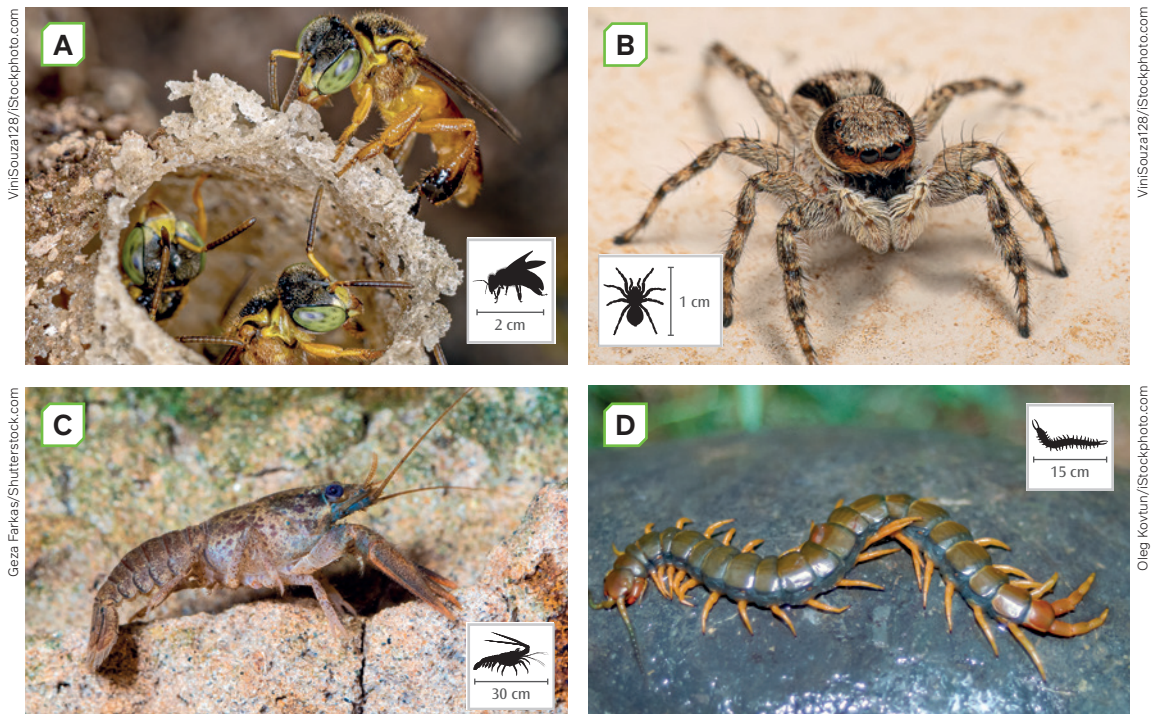 A
ViniSouza128/iStockphoto.com
2 cm
B
ViniSouza128/iStockphoto.com
1 cm
C
Geza Farkas/Shutterstock.com
30 cm
D
Oleg Kovtun/iStockphoto.com
15 cm